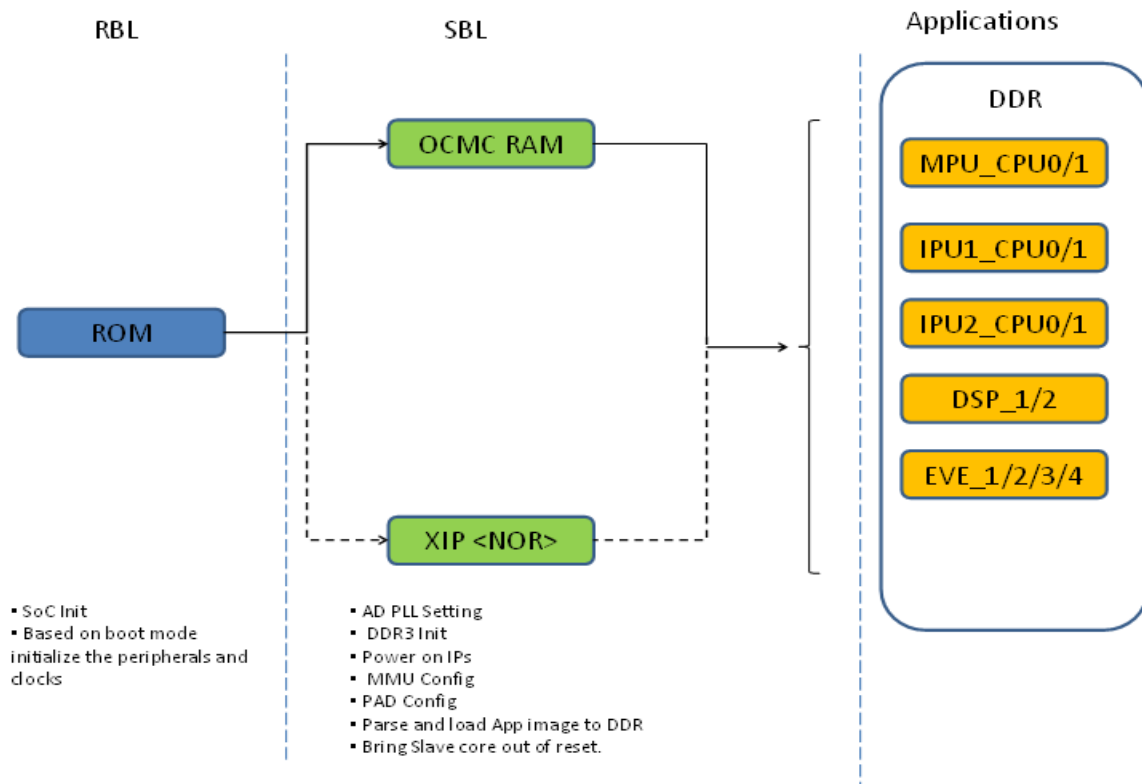 RBL
SBL
Applications
DDR
OCMC RAM
MPU_CPU0/1
IPU1_CPU0/1
ROM
IPU2_CPU0/1
DSP_1/2
EVE_1/2/3/4
XIP <NOR>
▪ SoC Init
▪ Based on boot mode
initialize the peripherals and
clocks
▪ AD PLL Setting
▪ DDR3 Init
▪ Power on IPs
▪ MMU Config
▪ PAD Config
▪ Parse and load App image to DDR
▪ Bring Slave core out of reset.